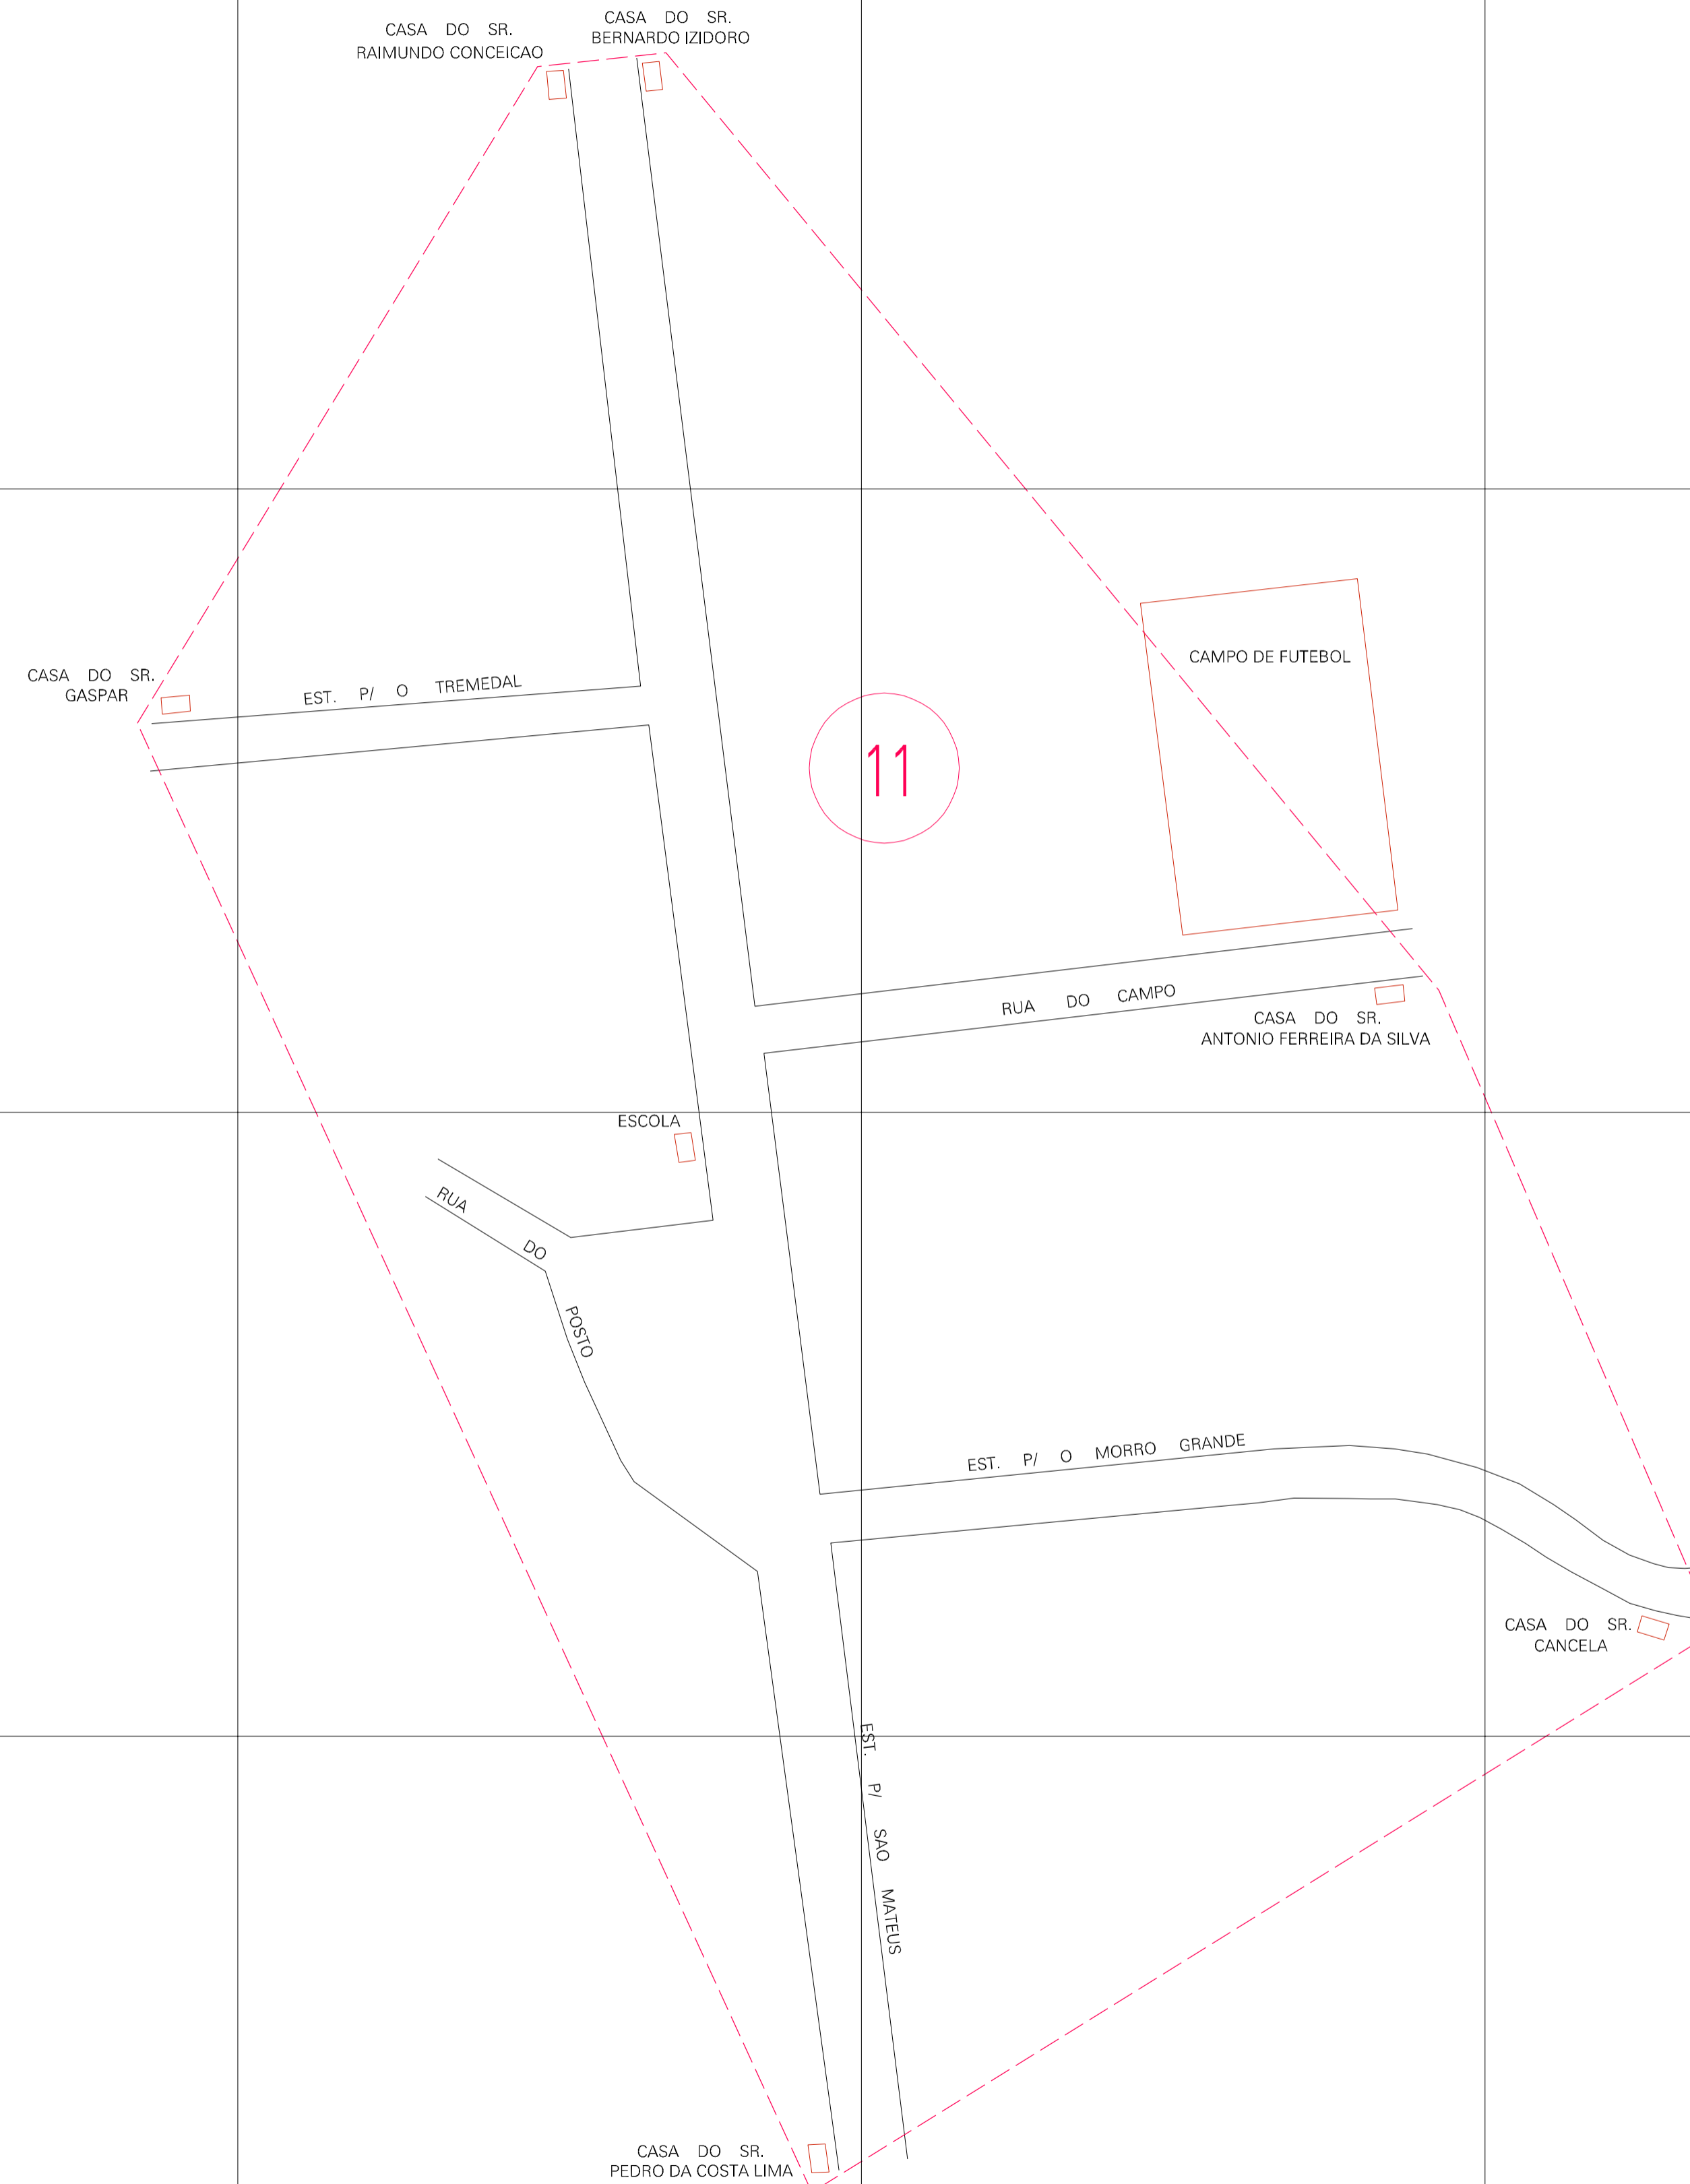 CASA DO SR.
RAIMUNDO CONCEICAO
CASA DO SR.
BERNARDO IZIDORO
CASA DO SR.
GASPAR
EST. P/ O TREMEDAL
CAMPO DE FUTEBOL
11
RUA DO CAMPO
CASA DO SR.
ANTONIO FERREIRA DA SILVA
ESCOLA
RUA DO POSTO
EST. P/ O MORRO GRANDE
CASA DO SR.
CANCELA
EST. P/ SAO MATEUS
CASA DO SR.
PEDRO DA COSTA LIMA